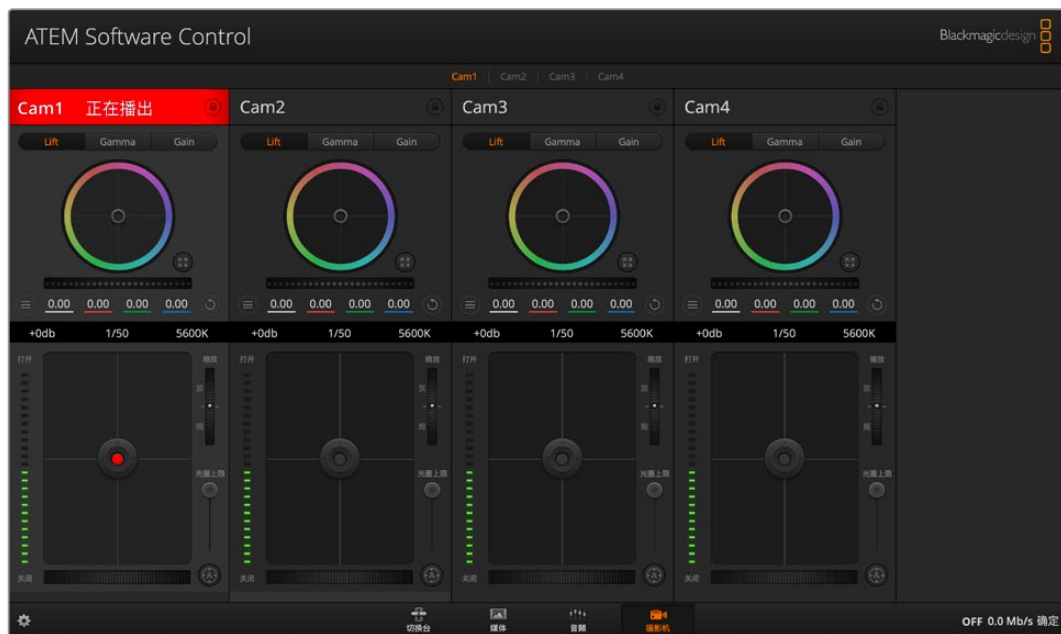 ATEM Software Control
Blackmagicdesign
Cam1 Cam2 Cam3 Cam4
Cam1 正在播出 Cam2 Cam3 Cam4
Lift Gamma Gain Lift Gamma Gain Lift Gamma Gain Lift Gamma Gain
0.00 0.00 0.00 0.00 0.00 0.00 0.00 0.00 0.00 0.00 0.00 0.00 0.00 0.00 0.00 0.00
+0db 1/50 5600K +0db 1/50 5600K +0db 1/50 5600K +0db 1/50 5600K
打开 缩放 打开 缩放 打开 缩放 打开 缩放
放 放 放 放
光圈上限 光圈上限 光圈上限 光圈上限
关闭 A 关闭 A 关闭 A 关闭 A
切换台 媒体 音频 摄影机
OFF 0.0 Mb/s 确定